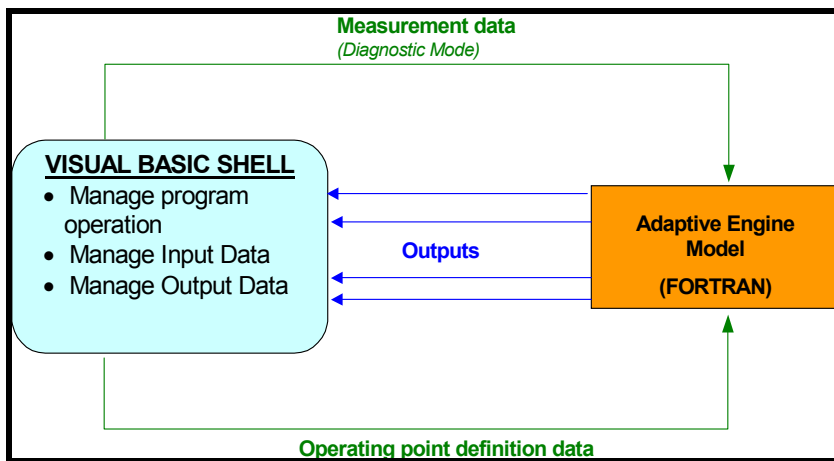 Measurement data
(Diagnostic Mode)
VISUAL BASIC SHELL
• Manage program
operation
• Manage Input Data
• Manage Output Data
Outputs
Adaptive Engine
Model
(FORTRAN)
Operating point definition data